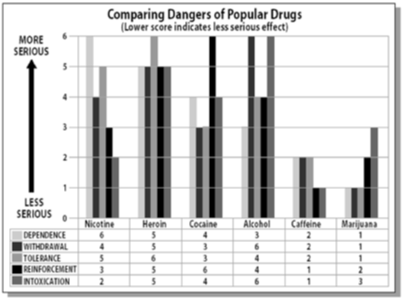 Comparing Dangers of Popular Drugs
(Lower score indicates less serious effect)
MORE
SERIOUS
6
5
4
3
2
1
0
LESS
SERIOUS
Nicotine Heroin Cocaine Alcohol Caffeine Marijuana
DEPENDENCE 6 5 4 3 2 1
WITHDRAWAL 4 5 3 6 2 1
TOLERANCE 5 6 3 4 2 1
REINFORCEMENT 3 5 6 4 1 2
INTOXICATION 2 5 4 6 1 3